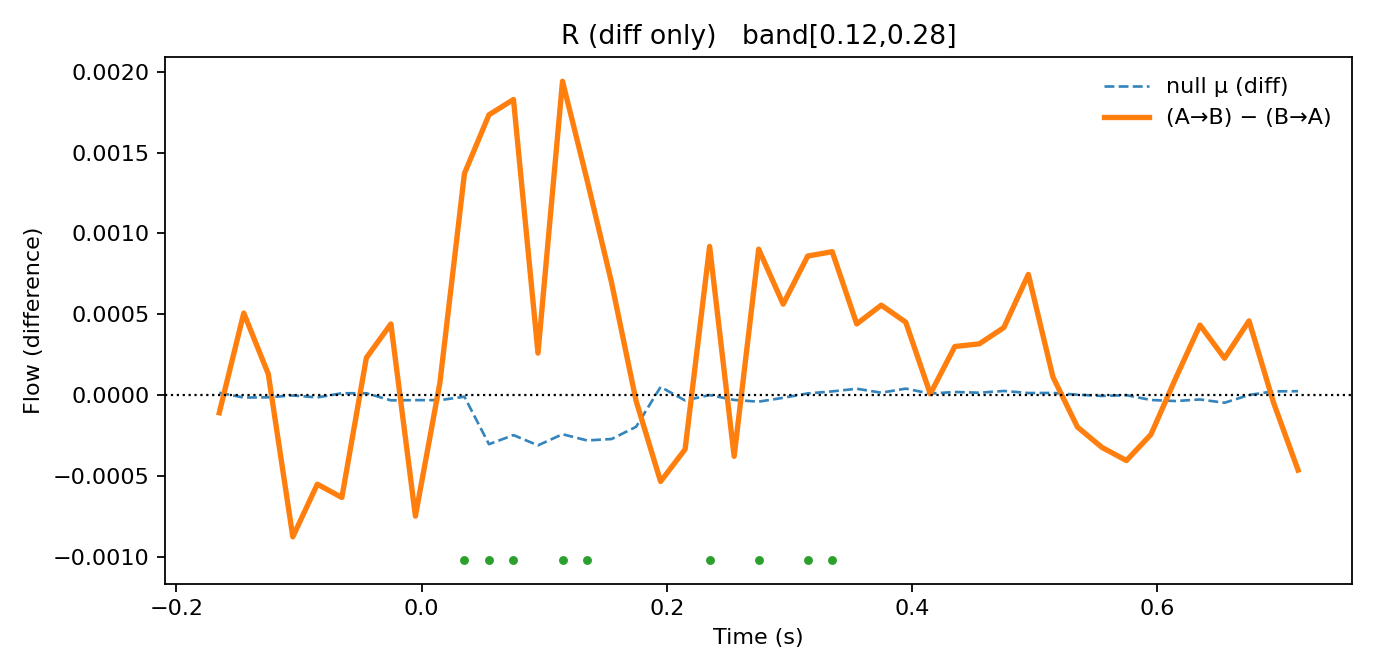 R (diff only) band[0.12,0.28]
null μ (diff)
(A→B) − (B→A)
Flow (difference)
0.0020
0.0015
0.0010
0.0005
0.0000
−0.0005
−0.0010
−0.2 0.0 0.2 0.4 0.6
Time (s)